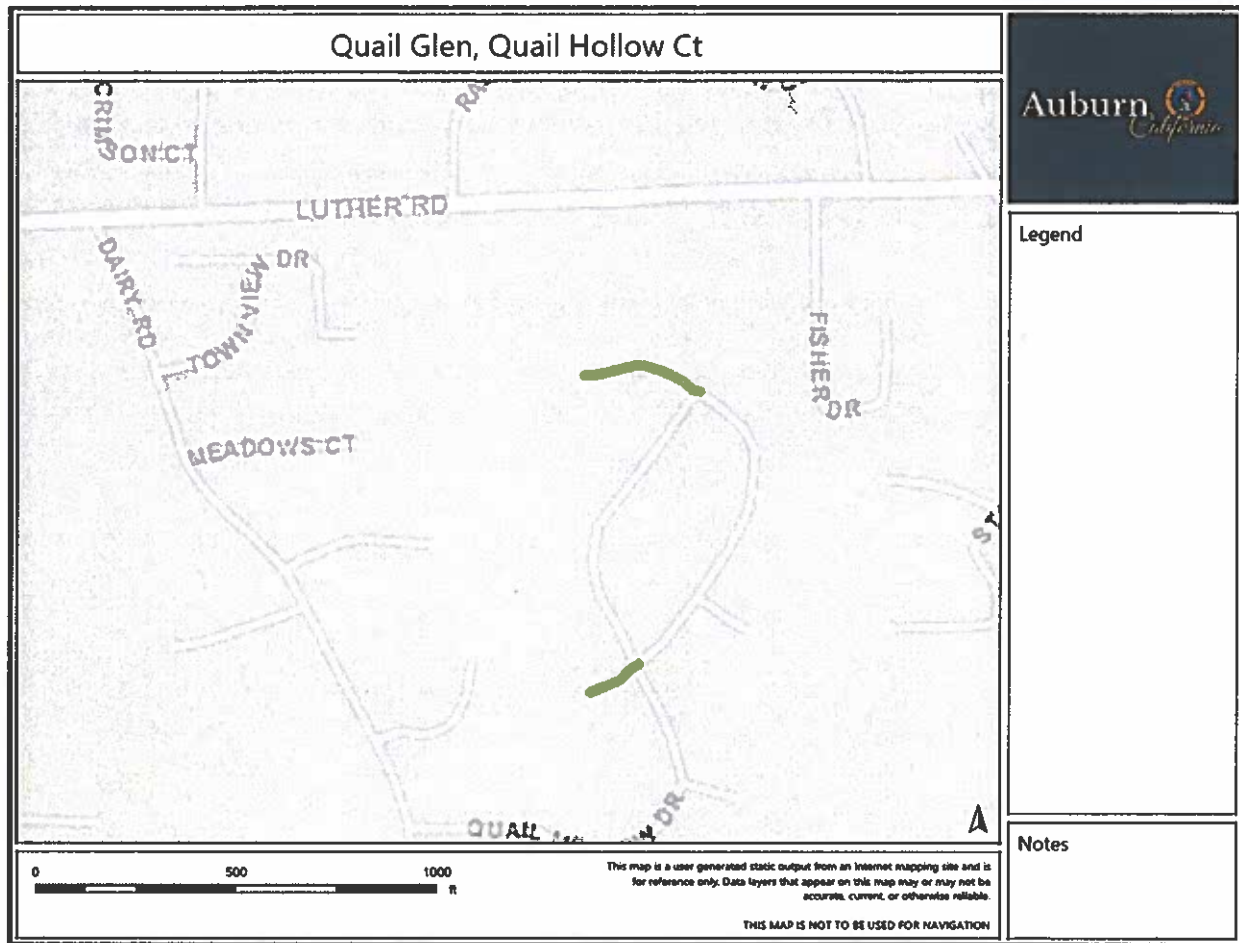 Quail Glen, Quail Hollow Ct
Auburn
California
Legend
RA
LUTHER RD
DAIRY RD
TOWN VIEW
DR
FISHER
DR
MEADOWS CT
QUAIL
DR
Notes
0 500 1000
ft
This map is a user generated static output from an Internet mapping site and is
for reference only. Data layers that appear on this map may or may not be
accurate, current, or otherwise reliable.
THIS MAP IS NOT TO BE USED FOR NAVIGATION